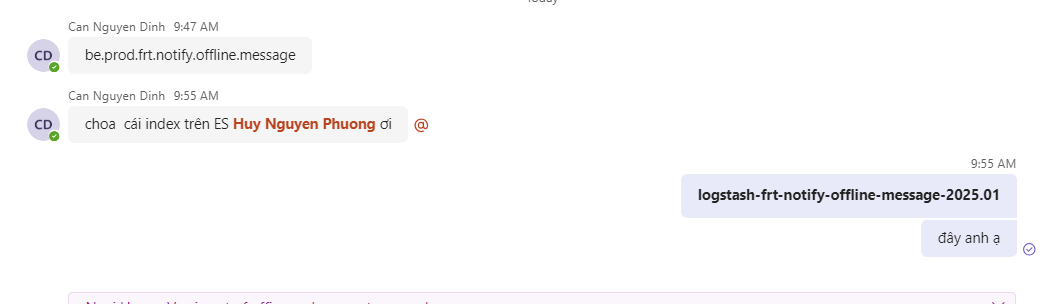 Today
Can Nguyen Dinh 9:47 AM
CD
be.prod.frt.notify.offline.message
Can Nguyen Dinh 9:55 AM
CD
choa cái index trên ES Huy Nguyen Phuong ơi
@
9:55 AM
logstash-frt-notify-offline-message-2025.01
đây anh ạ